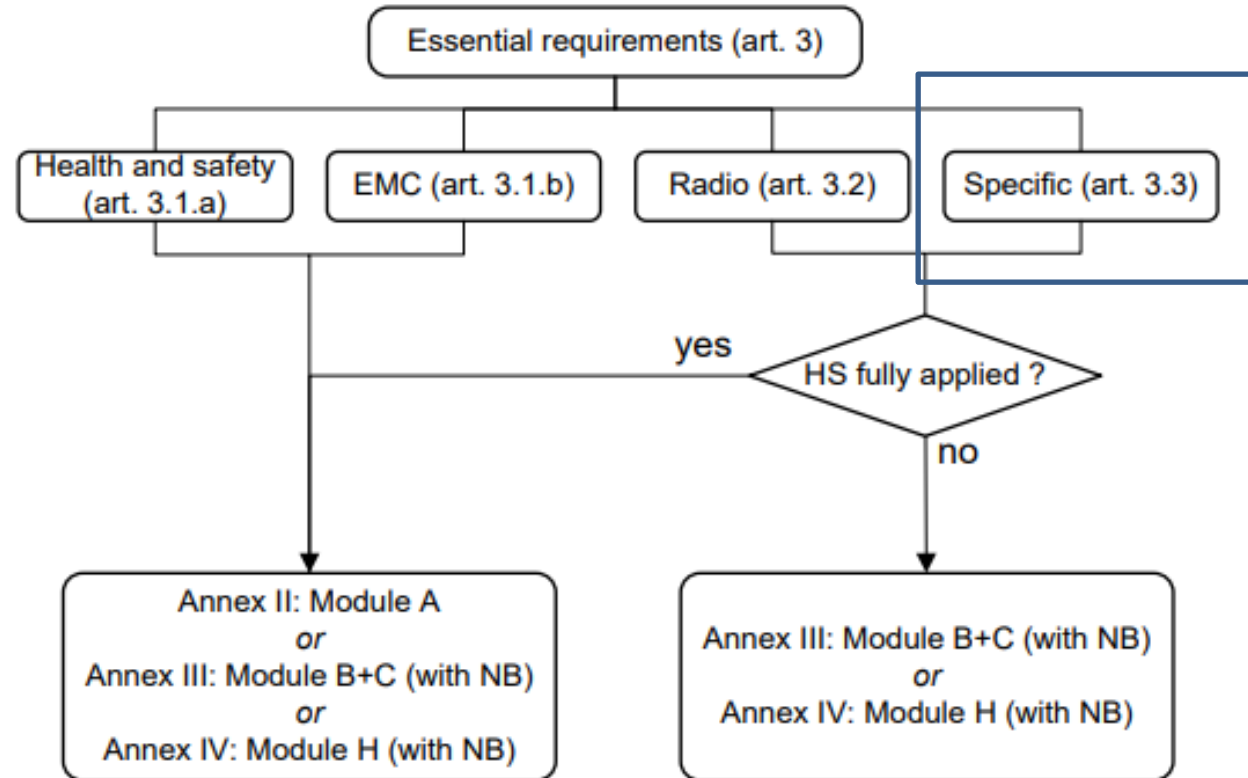 Essential requirements (art. 3)
Health and safety
(art. 3.1.a)
EMC (art. 3.1.b)
Radio (art. 3.2)
Specific (art. 3.3)
yes
HS fully applied ?
no
Annex II: Module A
or
Annex III: Module B+C (with NB)
or
Annex IV: Module H (with NB)
Annex III: Module B+C (with NB)
or
Annex IV: Module H (with NB)